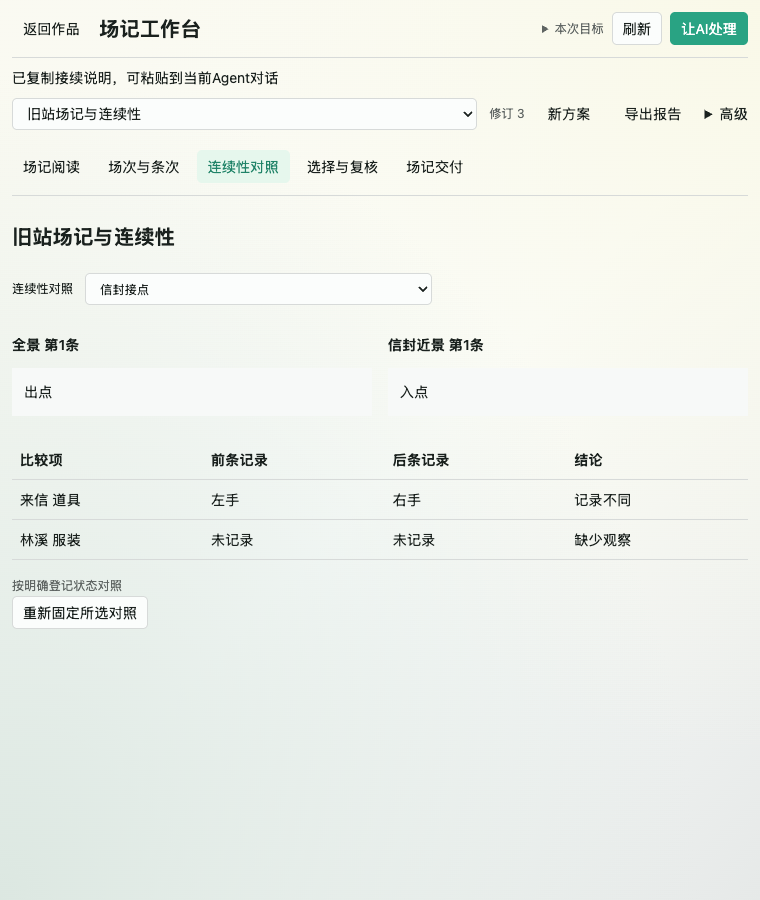 返回作品 场记工作台 ▶ 本次目标 刷新 让AI处理
已复制接续说明，可粘贴到当前Agent对话
旧站场记与连续性 修订 3 新方案 导出报告 ▶ 高级
场记阅读 场次与条次 连续性对照 选择与复核 场记交付
旧站场记与连续性
连续性对照 信封接点
全景 第1条 信封近景 第1条
出点 入点
比较项 前条记录 后条记录 结论
来信 道具 左手 右手 记录不同
林溪 服装 未记录 未记录 缺少观察
按明确登记状态对照
重新固定所选对照